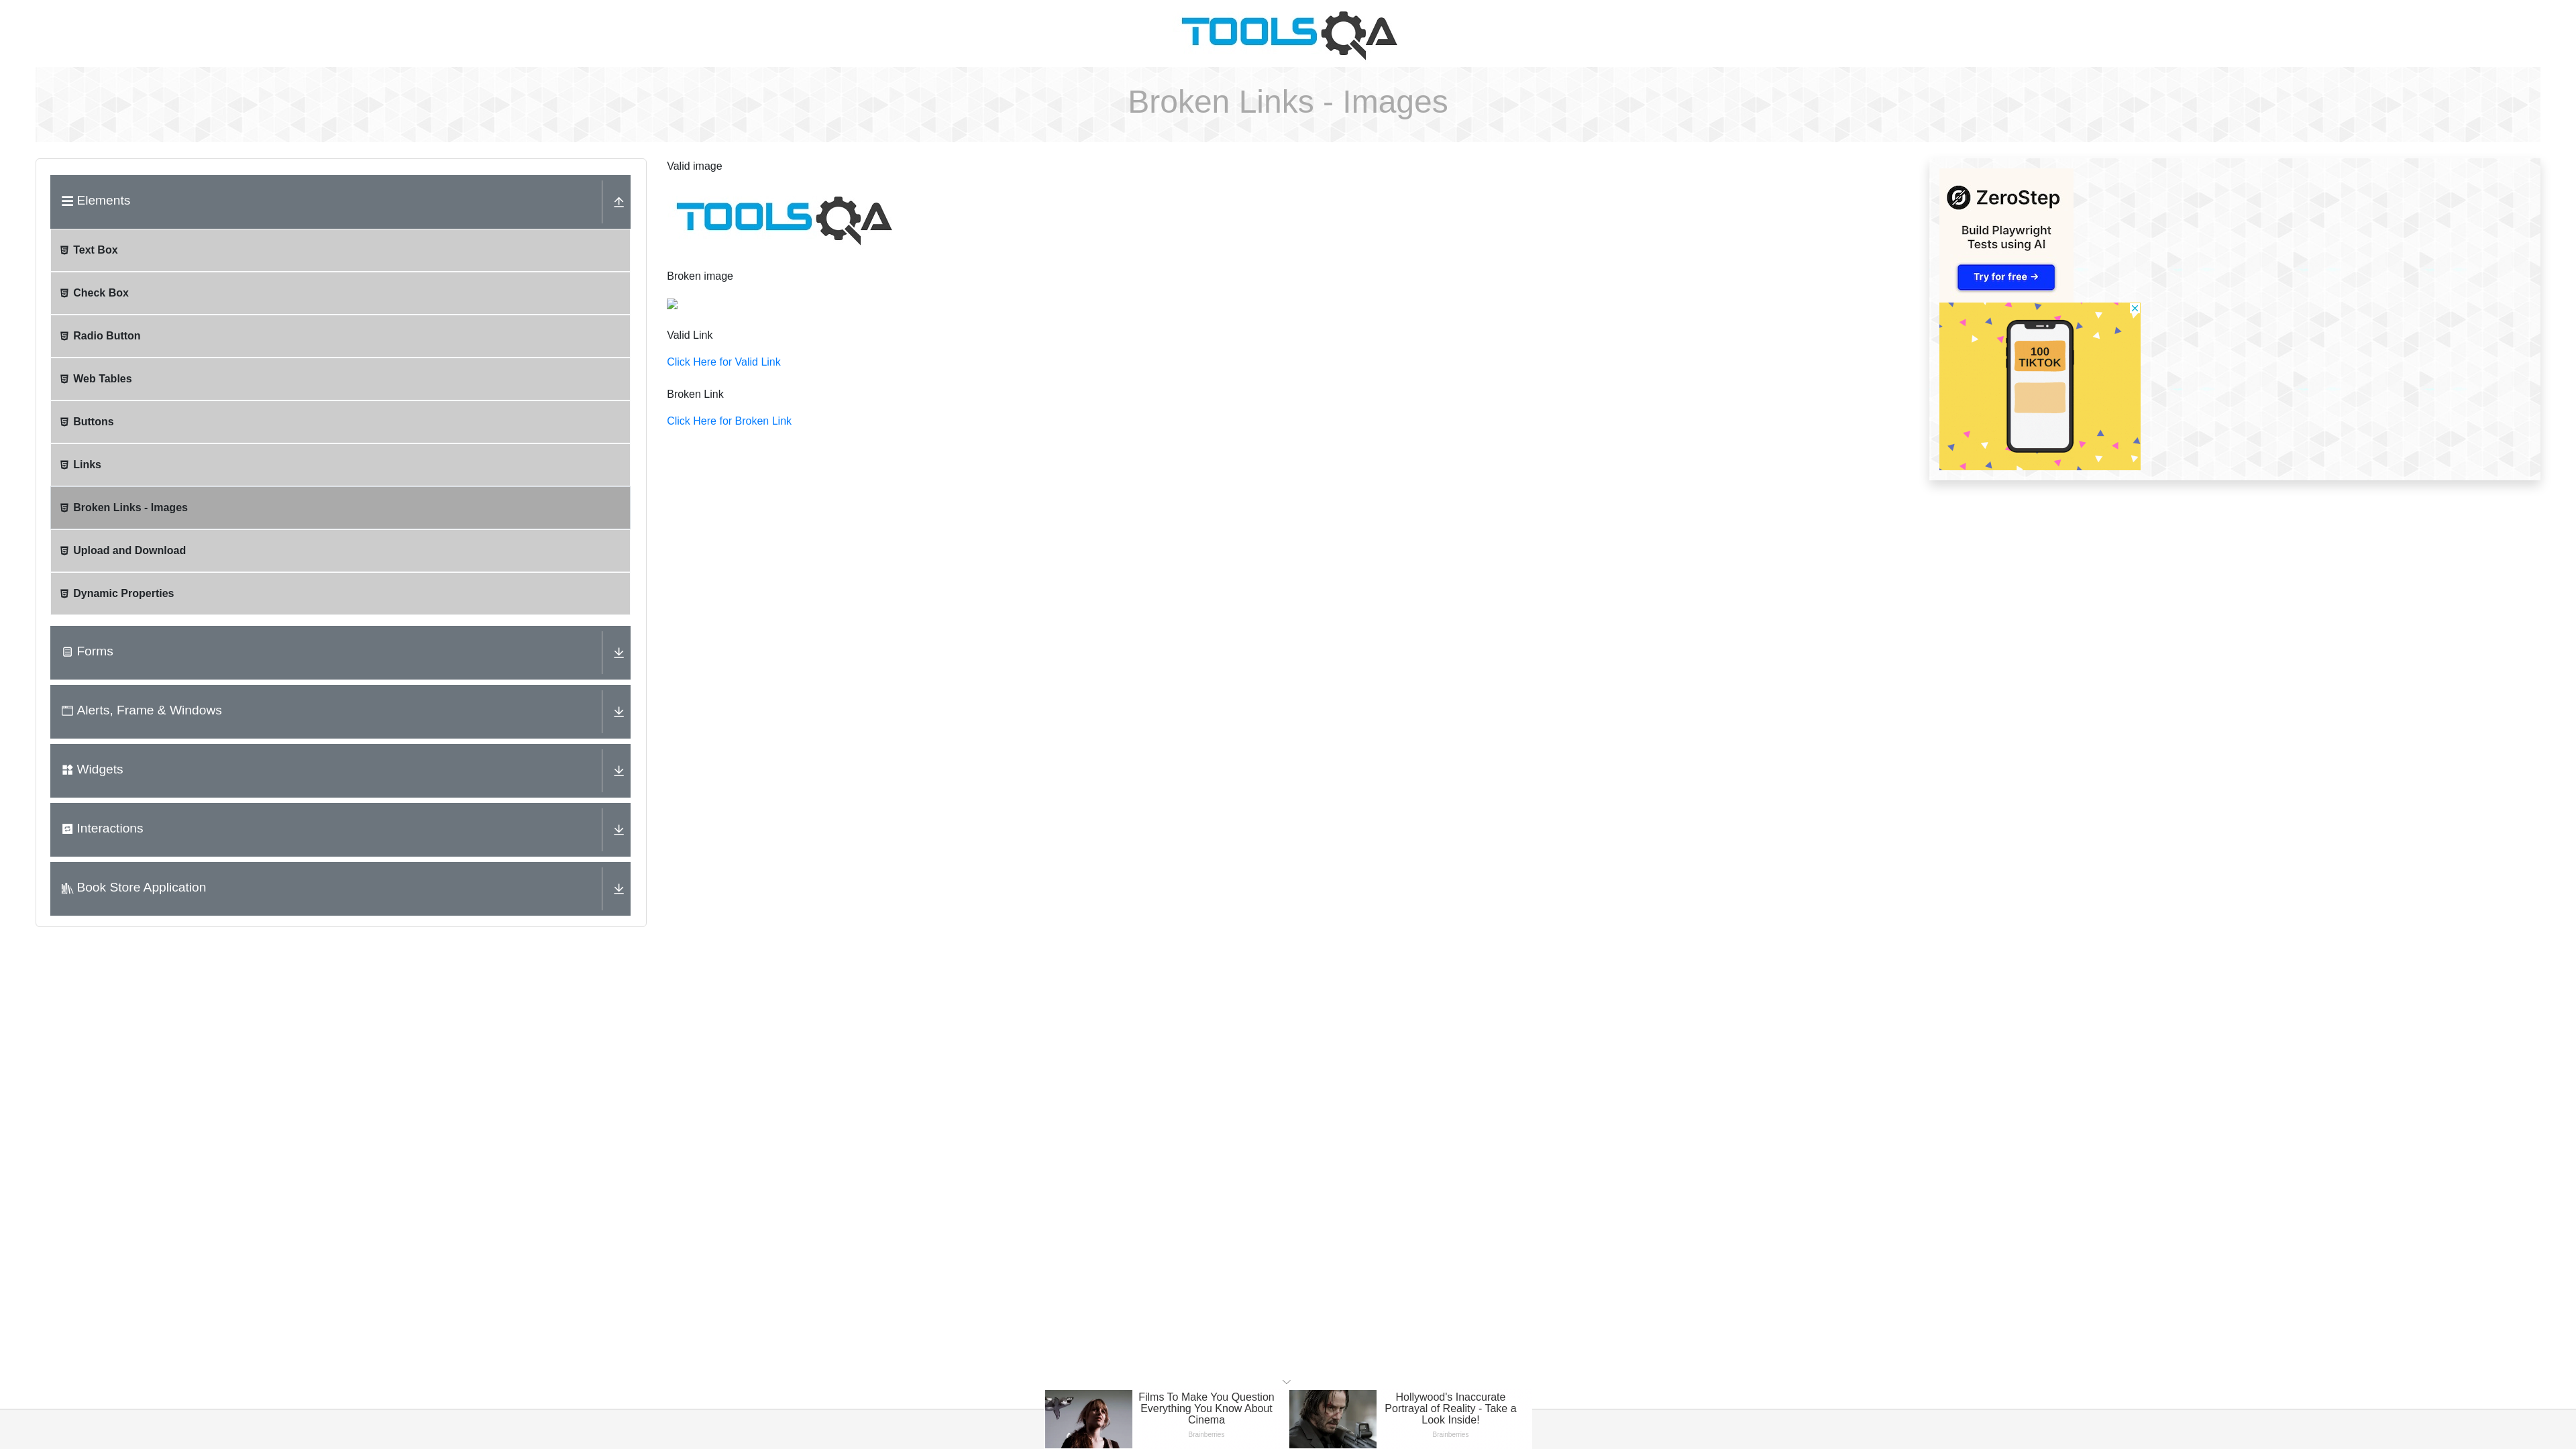 TOOLSQA
Broken Links - Images
Elements
Text Box
Check Box
Radio Button
Web Tables
Buttons
Links
Broken Links - Images
Upload and Download
Dynamic Properties
Forms
Alerts, Frame & Windows
Widgets
Interactions
Book Store Application
Valid image
TOOLSQA
Broken image
Valid Link
Click Here for Valid Link
Broken Link
Click Here for Broken Link
ZeroStep
Build Playwright
Tests using AI
Try for free →
100
TIKTOK
Films To Make You Question
Everything You Know About
Cinema
Brainberries
Hollywood's Inaccurate
Portrayal of Reality - Take a
Look Inside!
Brainberries